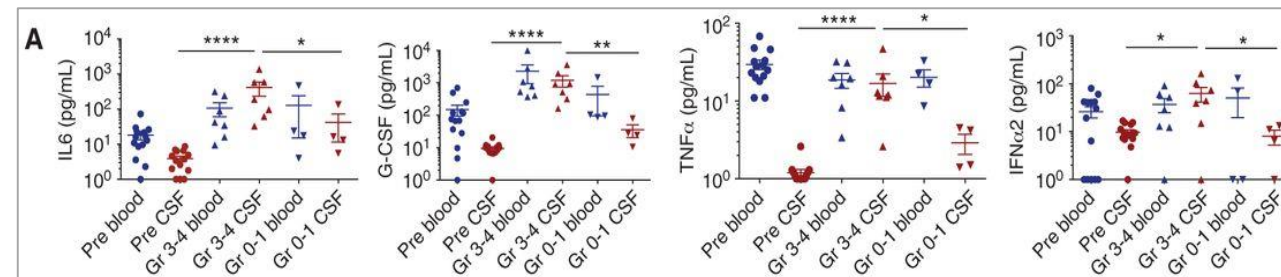 A
IL6 (pg/mL)
10⁴
10³
10²
10¹
10⁰
**** *
Pre blood
Pre CSF
Gr 3-4 blood
Gr 3-4 CSF
Gr 0-1 blood
Gr 0-1 CSF
G-CSF (pg/mL)
10⁴
10³
10²
10¹
10⁰
**** **
Pre blood
Pre CSF
Gr 3-4 blood
Gr 3-4 CSF
Gr 0-1 blood
Gr 0-1 CSF
TNFα (pg/mL)
10²
10¹
10⁰
**** *
Pre blood
Pre CSF
Gr 3-4 blood
Gr 3-4 CSF
Gr 0-1 blood
Gr 0-1 CSF
IFNα2 (pg/mL)
10³
10²
10¹
10⁰
* *
Pre blood
Pre CSF
Gr 3-4 blood
Gr 3-4 CSF
Gr 0-1 blood
Gr 0-1 CSF